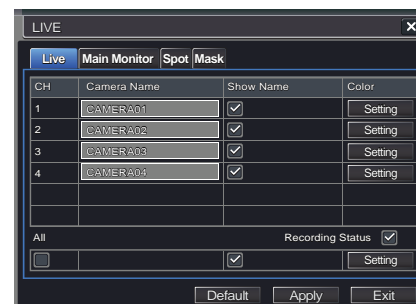 LIVE
Live Main Monitor Spot Mask
CH Camera Name Show Name Color
1 CAMERA01 Setting
2 CAMERA02 Setting
3 CAMERA03 Setting
4 CAMERA04 Setting
All Recording Status
Setting
Default Apply Exit